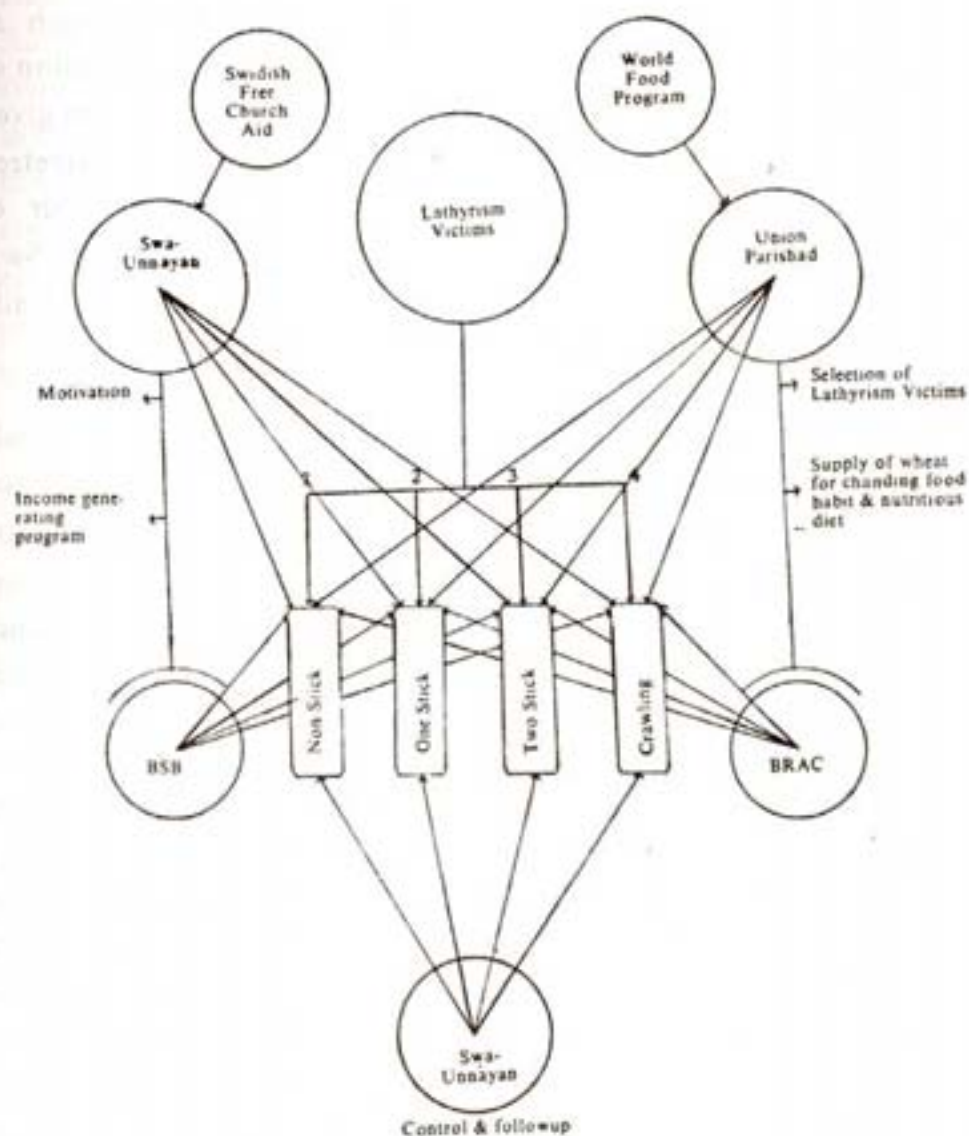 Swedish
Frer
Church
Aid
World
Food
Program
Lathyrism
Victims
Swa-
Unnayan
Union
Parishad
Motivation
Selection of
Lathyrism Victims
1
2
3
4
Supply of wheat
for chanding food
habit & nutritious
diet
Income gene-
rating
program
Non Stick
One Stick
Two Stick
Crawling
BSB
BRAC
Swa-
Unnayan
Control & followup